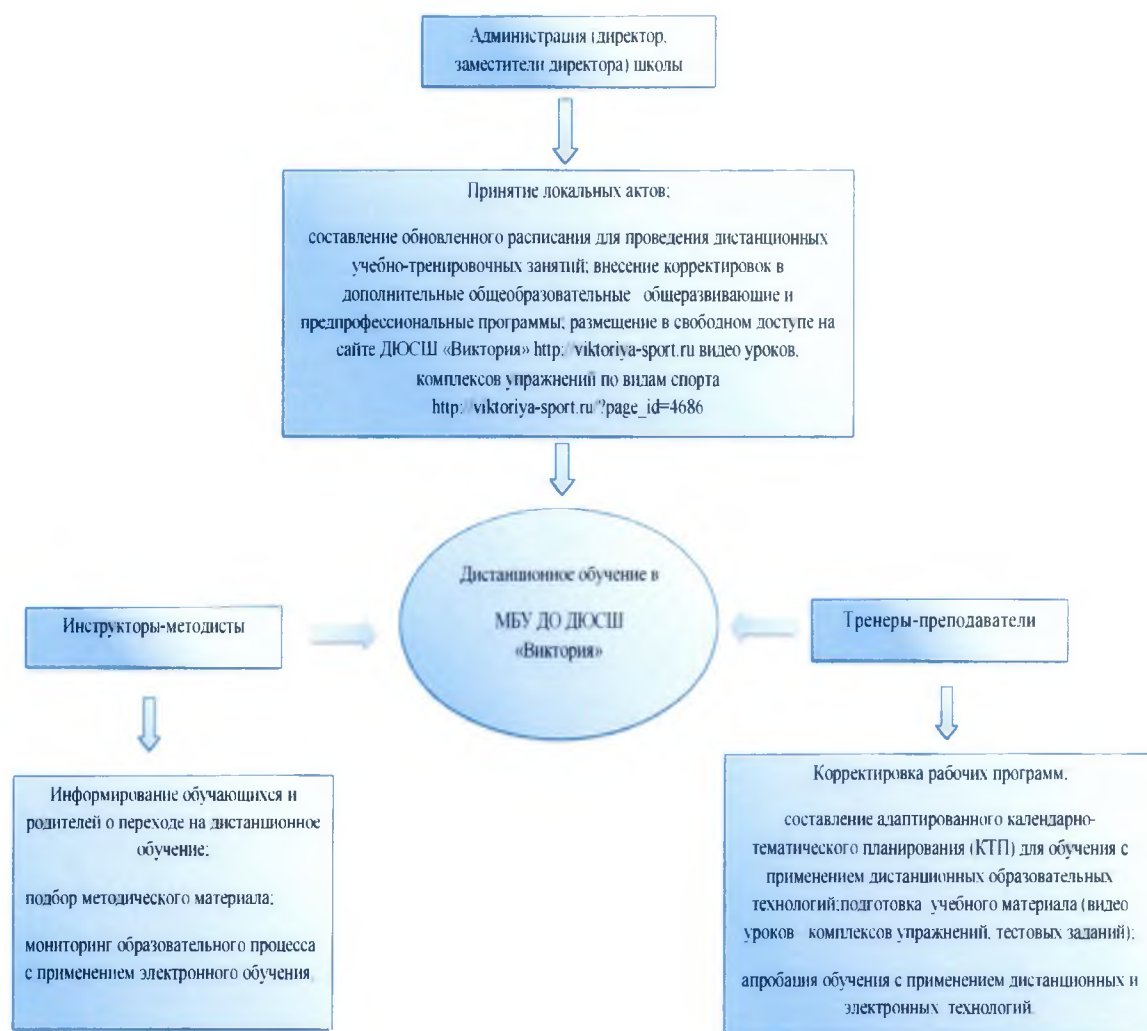 Администрация (директор,
заместители директора) школы
Принятие локальных актов;
составление обновленного расписания для проведения дистанционных
учебно-тренировочных занятий; внесение корректировок в
дополнительные общеобразовательные общеразвивающие и
предпрофессиональные программы; размещение в свободном доступе на
сайте ДЮСШ «Виктория» http://viktoriya-sport.ru видео уроков,
комплексов упражнений по видам спорта
http://viktoriya-sport.ru/?page_id=4686
Дистанционное обучение в
МБУ ДО ДЮСШ
«Виктория»
Инструкторы-методисты
Тренеры-преподаватели
Информирование обучающихся и
родителей о переходе на дистанционное
обучение;
подбор методического материала;
мониторинг образовательного процесса
с применением электронного обучения.
Корректировка рабочих программ,
составление адаптированного календарно-
тематического планирования (КТП) для обучения с
применением дистанционных образовательных
технологий;подготовка учебного материала (видео
уроков комплексов упражнений, тестовых заданий);
апробация обучения с применением дистанционных и
электронных технологий.